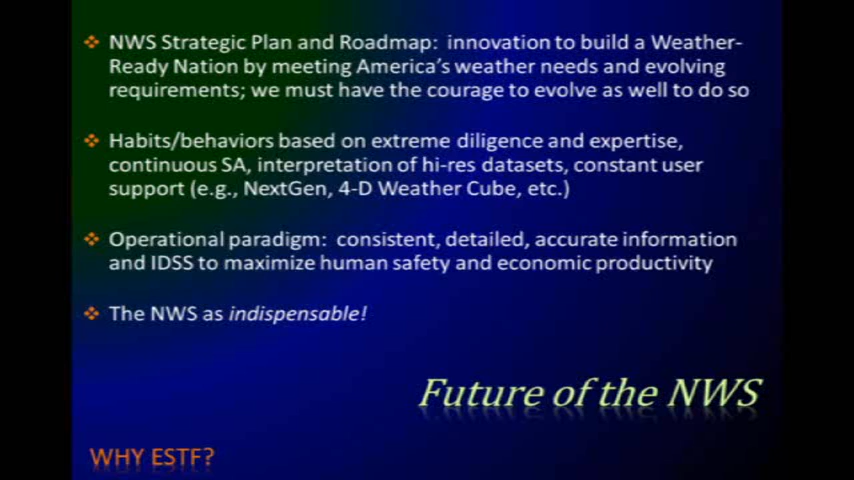 NWS Strategic Plan and Roadmap: innovation to build a Weather-
Ready Nation by meeting America's weather needs and evolving
requirements; we must have the courage to evolve as well to do so
Habits/behaviors based on extreme diligence and expertise,
continuous SA, interpretation of hi-res datasets, constant user
support (e.g., NextGen, 4-D Weather Cube, etc.)
Operational paradigm: consistent, detailed, accurate information
and IDSS to maximize human safety and economic productivity
The NWS as indispensable!
Future of the NWS
WHY ESTF?